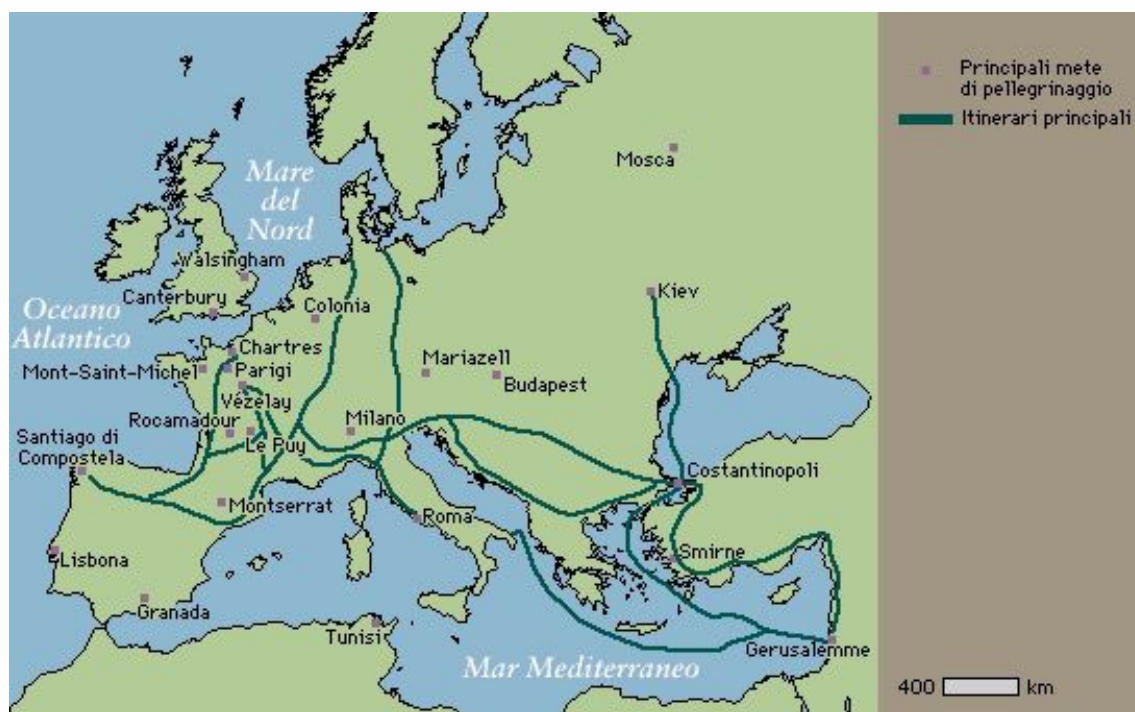 Principali mete
di pellegrinaggio
Itinerari principali
Mosca
Mare
del
Nord
Walsingham
Kiev
Oceano
Atlantico
Canterbury
Colonia
Chartres
Mont-Saint-Michel
Parigi
Mariazell
Budapest
Vézelay
Rocamadour
Milano
Santiago di
Compostela
Le Puy
Costantinopoli
Montserrat
Roma
Lisbona
Smirne
Granada
Tunisi
Gerusalemme
Mar Mediterraneo
400 km